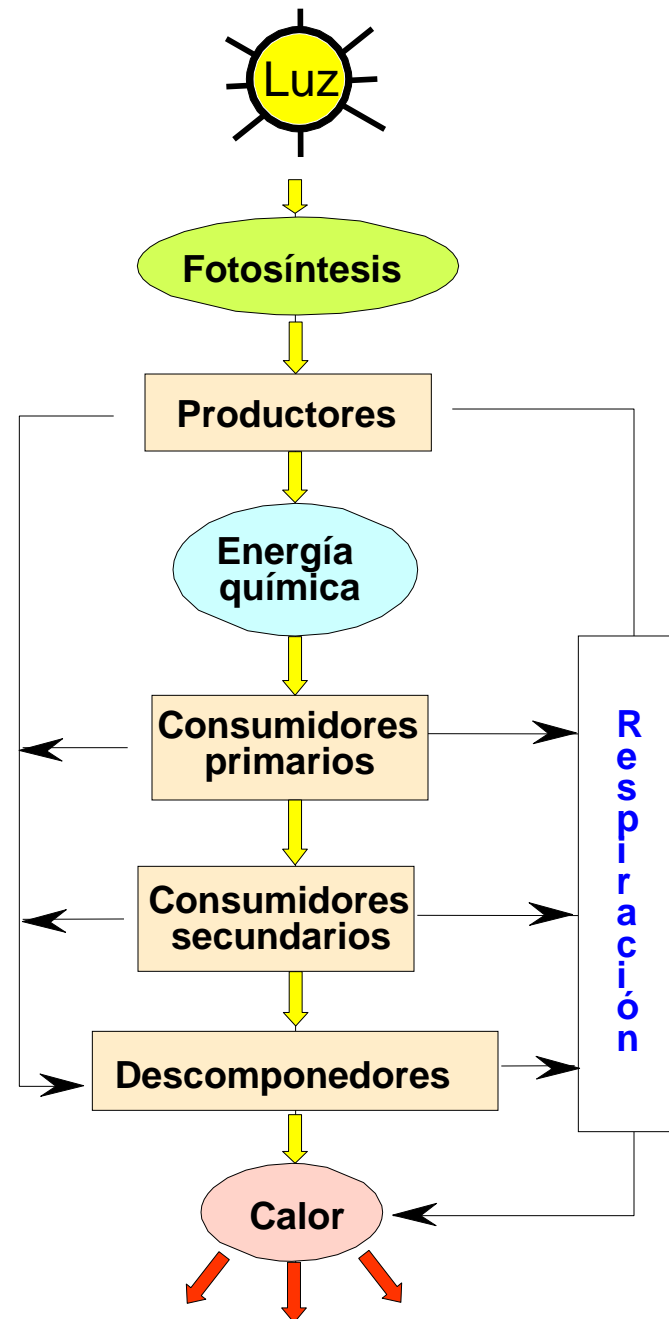 Luz
Fotosíntesis
Productores
Energía
química
Consumidores
primarios
Consumidores
secundarios
Descomponedores
Calor
Respiración